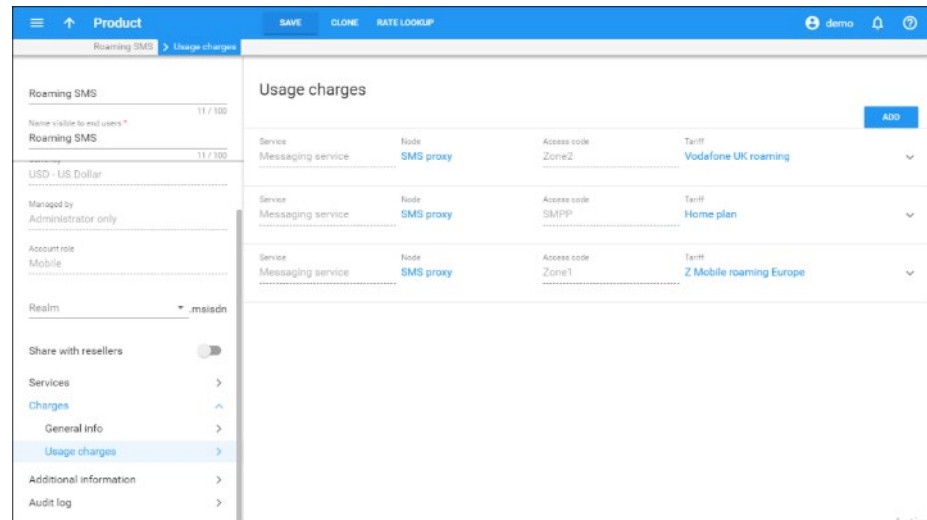 Product
SAVE CLONE RATE LOOKUP
demo
Roaming SMS > Usage charges
Roaming SMS
11 / 100
Name visible to end users *
Roaming SMS
11 / 100
USD - US Dollar
Managed by
Administrator only
Account role
Mobile
Realm .msisdn
Share with resellers
Services
Charges
General info
Usage charges
Additional information
Audit log
Usage charges
ADD
Service Node Access code Tariff
Messaging service SMS proxy Zone2 Vodafone UK roaming
Service Node Access code Tariff
Messaging service SMS proxy SMPP Home plan
Service Node Access code Tariff
Messaging service SMS proxy Zone1 Z Mobile roaming Europe